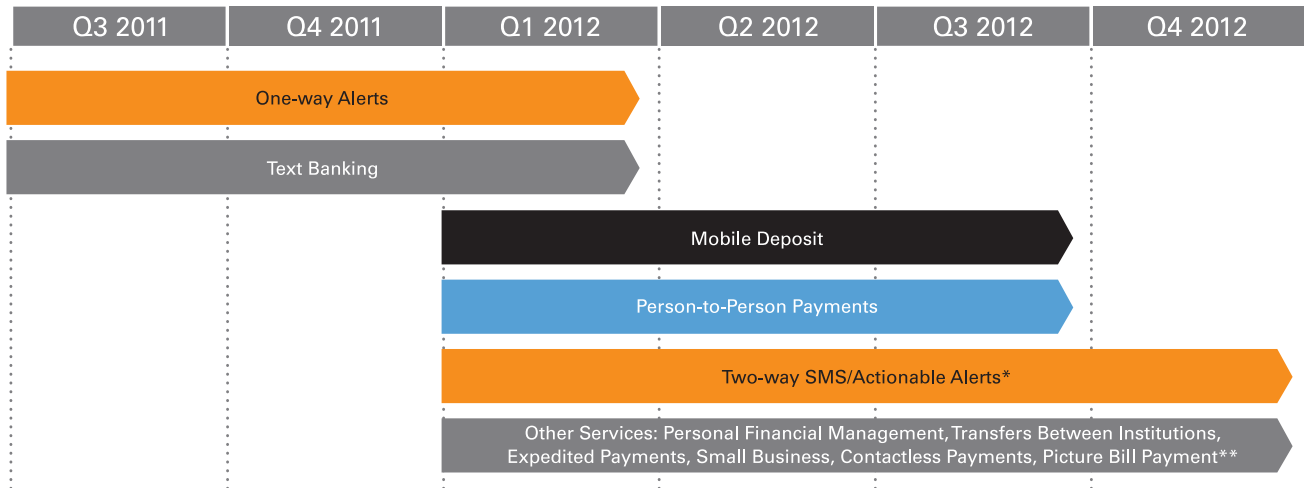 Q3 2011 Q4 2011 Q1 2012 Q2 2012 Q3 2012 Q4 2012
One-way Alerts
Text Banking
Mobile Deposit
Person-to-Person Payments
Two-way SMS/Actionable Alerts*
Other Services: Personal Financial Management, Transfers Between Institutions,
Expedited Payments, Small Business, Contactless Payments, Picture Bill Payment**